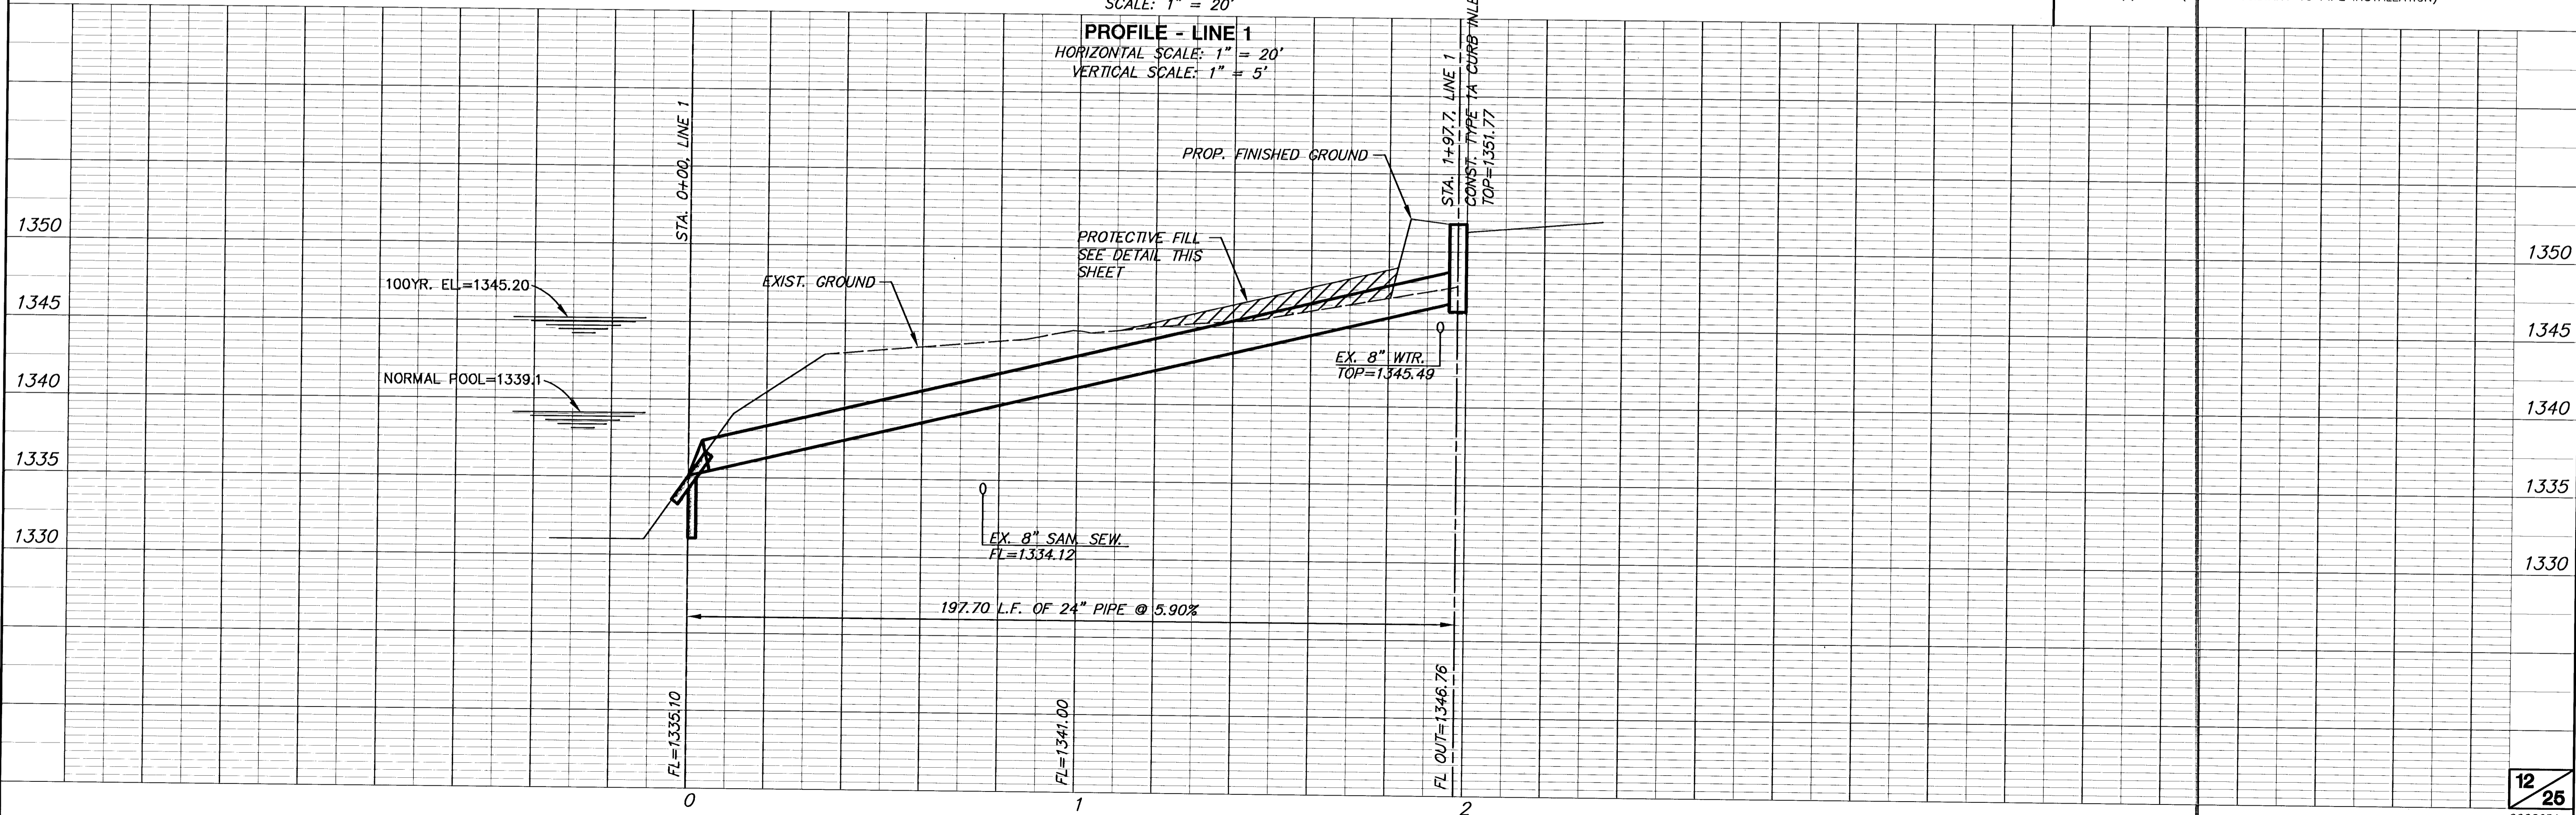 SCALE: 1" = 20'
PROFILE - LINE 1
HORIZONTAL SCALE: 1" = 20'
VERTICAL SCALE: 1" = 5'
STA. 0+00, LINE 1
STA. 1+97.7, LINE 1
CONST. TYPE 1A CURB INLE
TOP=1351.77
PROP. FINISHED GROUND
PROTECTIVE FILL
SEE DETAIL THIS
SHEET
EXIST. GROUND
100YR. EL.=1345.20
NORMAL POOL=1339.1
EX. 8" WTR.
TOP=1345.49
EX. 8" SAN. SEW.
FL=1334.12
197.70 L.F. OF 24" PIPE @ 5.90%
FL=1335.10
FL=1341.00
FL OUT=1346.76
1350
1345
1340
1335
1330
1350
1345
1340
1335
1330
0
1
2
12
25